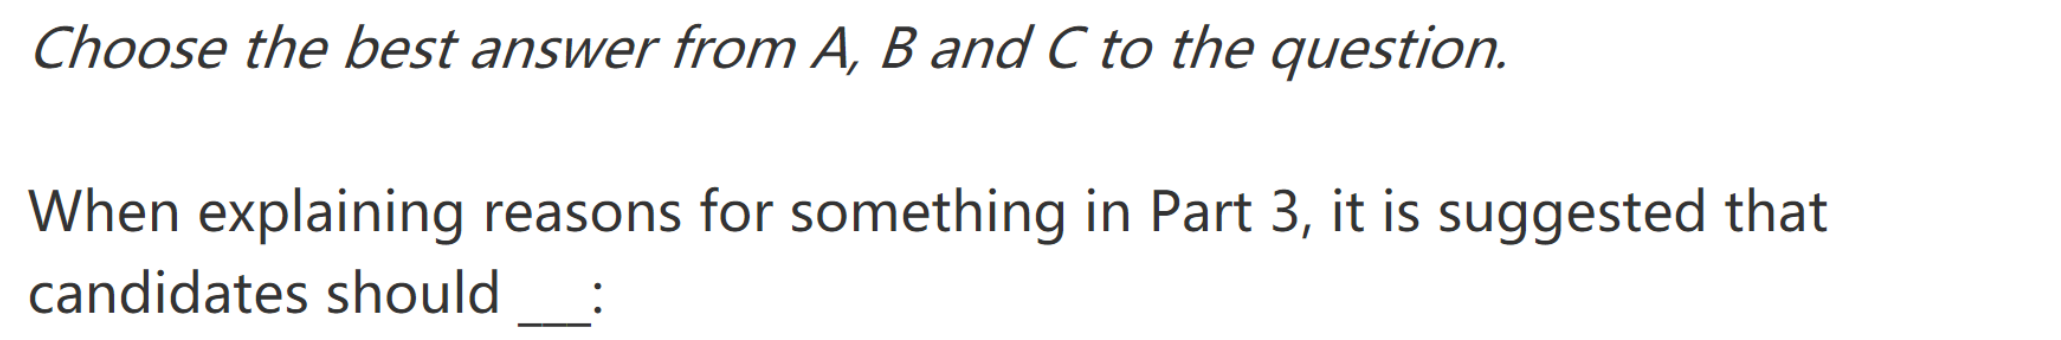 Choose the best answer from A, B and C to the question.
When explaining reasons for something in Part 3, it is suggested that
candidates should ___: